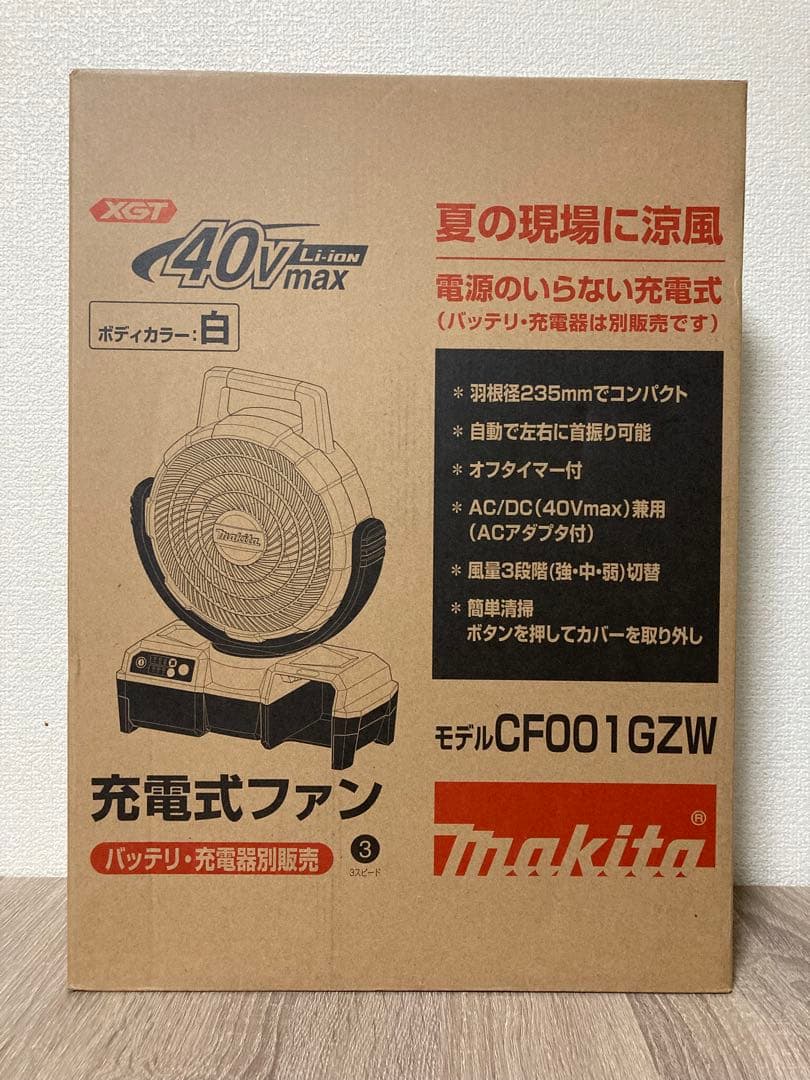 XGT
40Vmax Li-ion
ボディカラー:白
makita
充電式ファン
バッテリ・充電器別販売
3
3スピード
夏の現場に涼風
電源のいらない充電式
(バッテリ・充電器は別販売です)
* 羽根径235mmでコンパクト
* 自動で左右に首振り可能
* オフタイマー付
* AC/DC(40Vmax)兼用
(ACアダプタ付)
* 風量3段階(強・中・弱)切替
* 簡単清掃
ボタンを押してカバーを取り外し
モデルCF001GZW
makita®